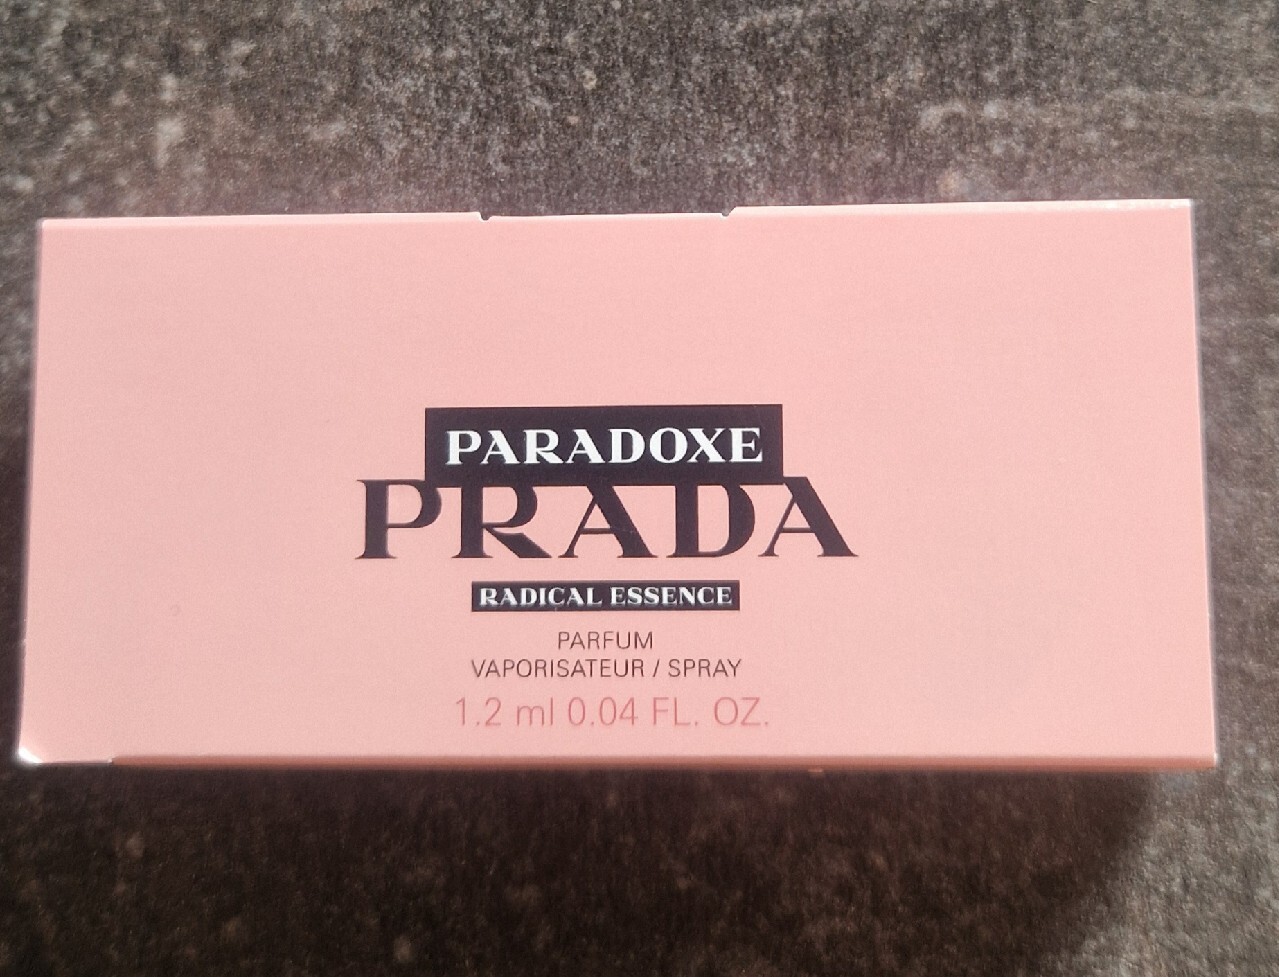 PARADOXE
PRADA
RADICAL ESSENCE
PARFUM
VAPORISATEUR / SPRAY
1.2 ml 0.04 FL. OZ.